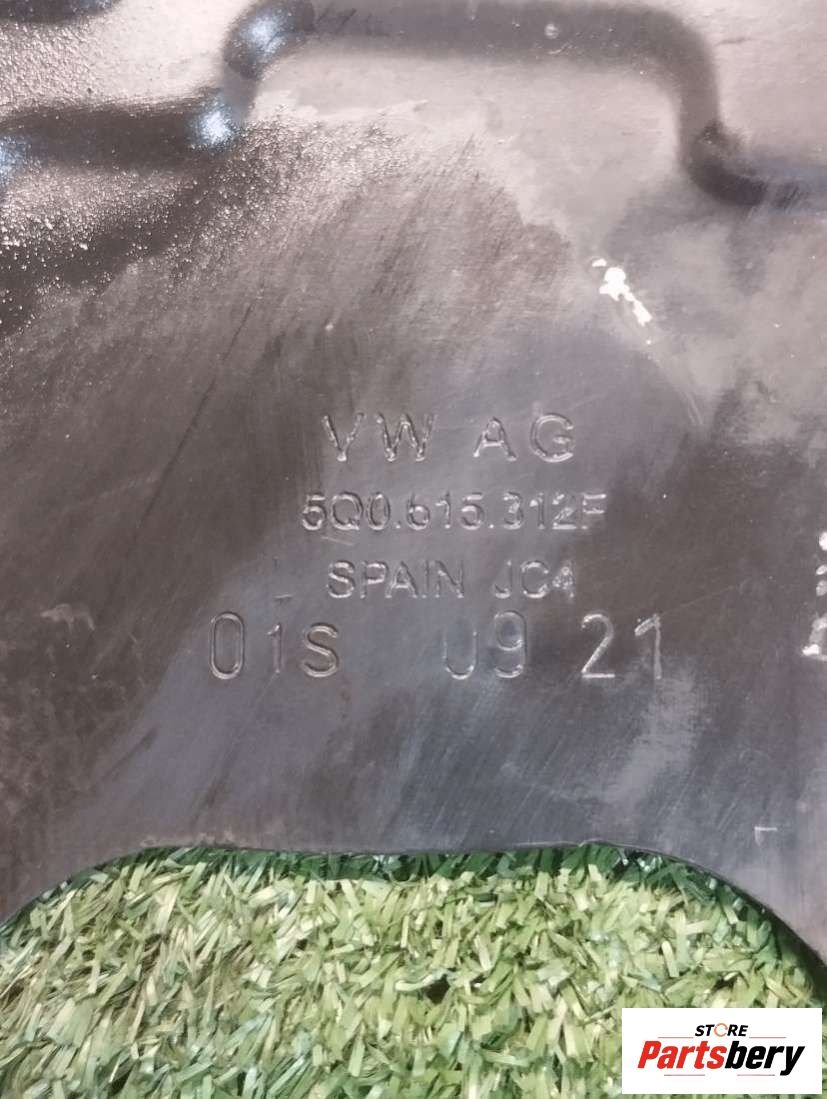 VW AG
5Q0.615.312F
L SPAIN JC4
01S 09 21
STORE
Partsbery